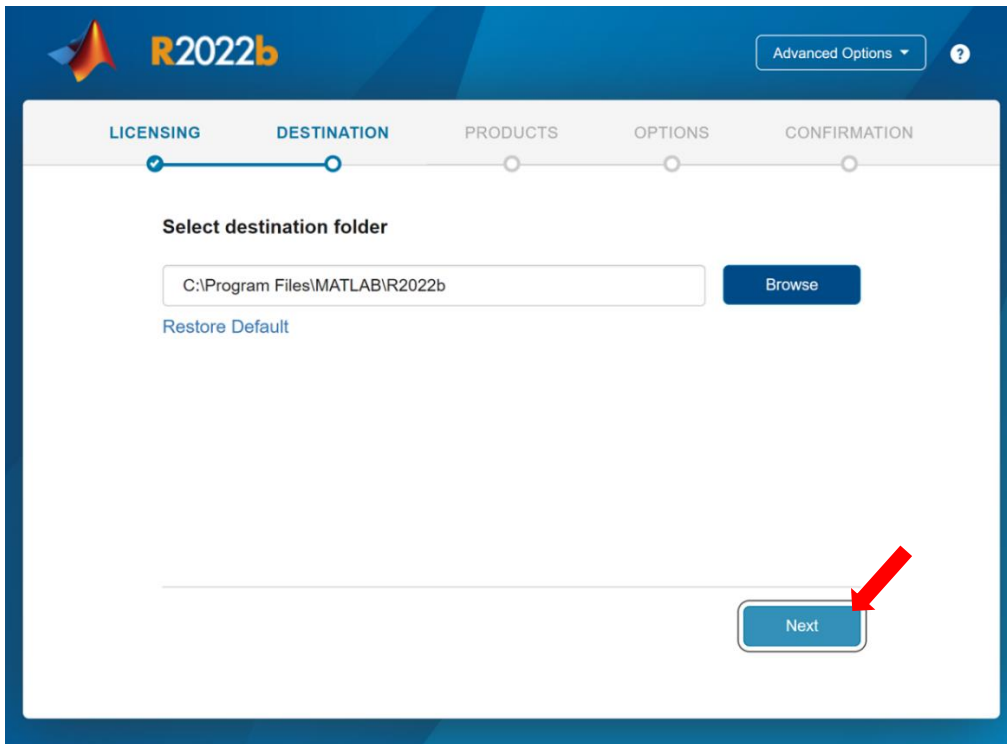 R2022b
Advanced Options
?
LICENSING DESTINATION PRODUCTS OPTIONS CONFIRMATION
Select destination folder
C:\Program Files\MATLAB\R2022b Browse
Restore Default
Next